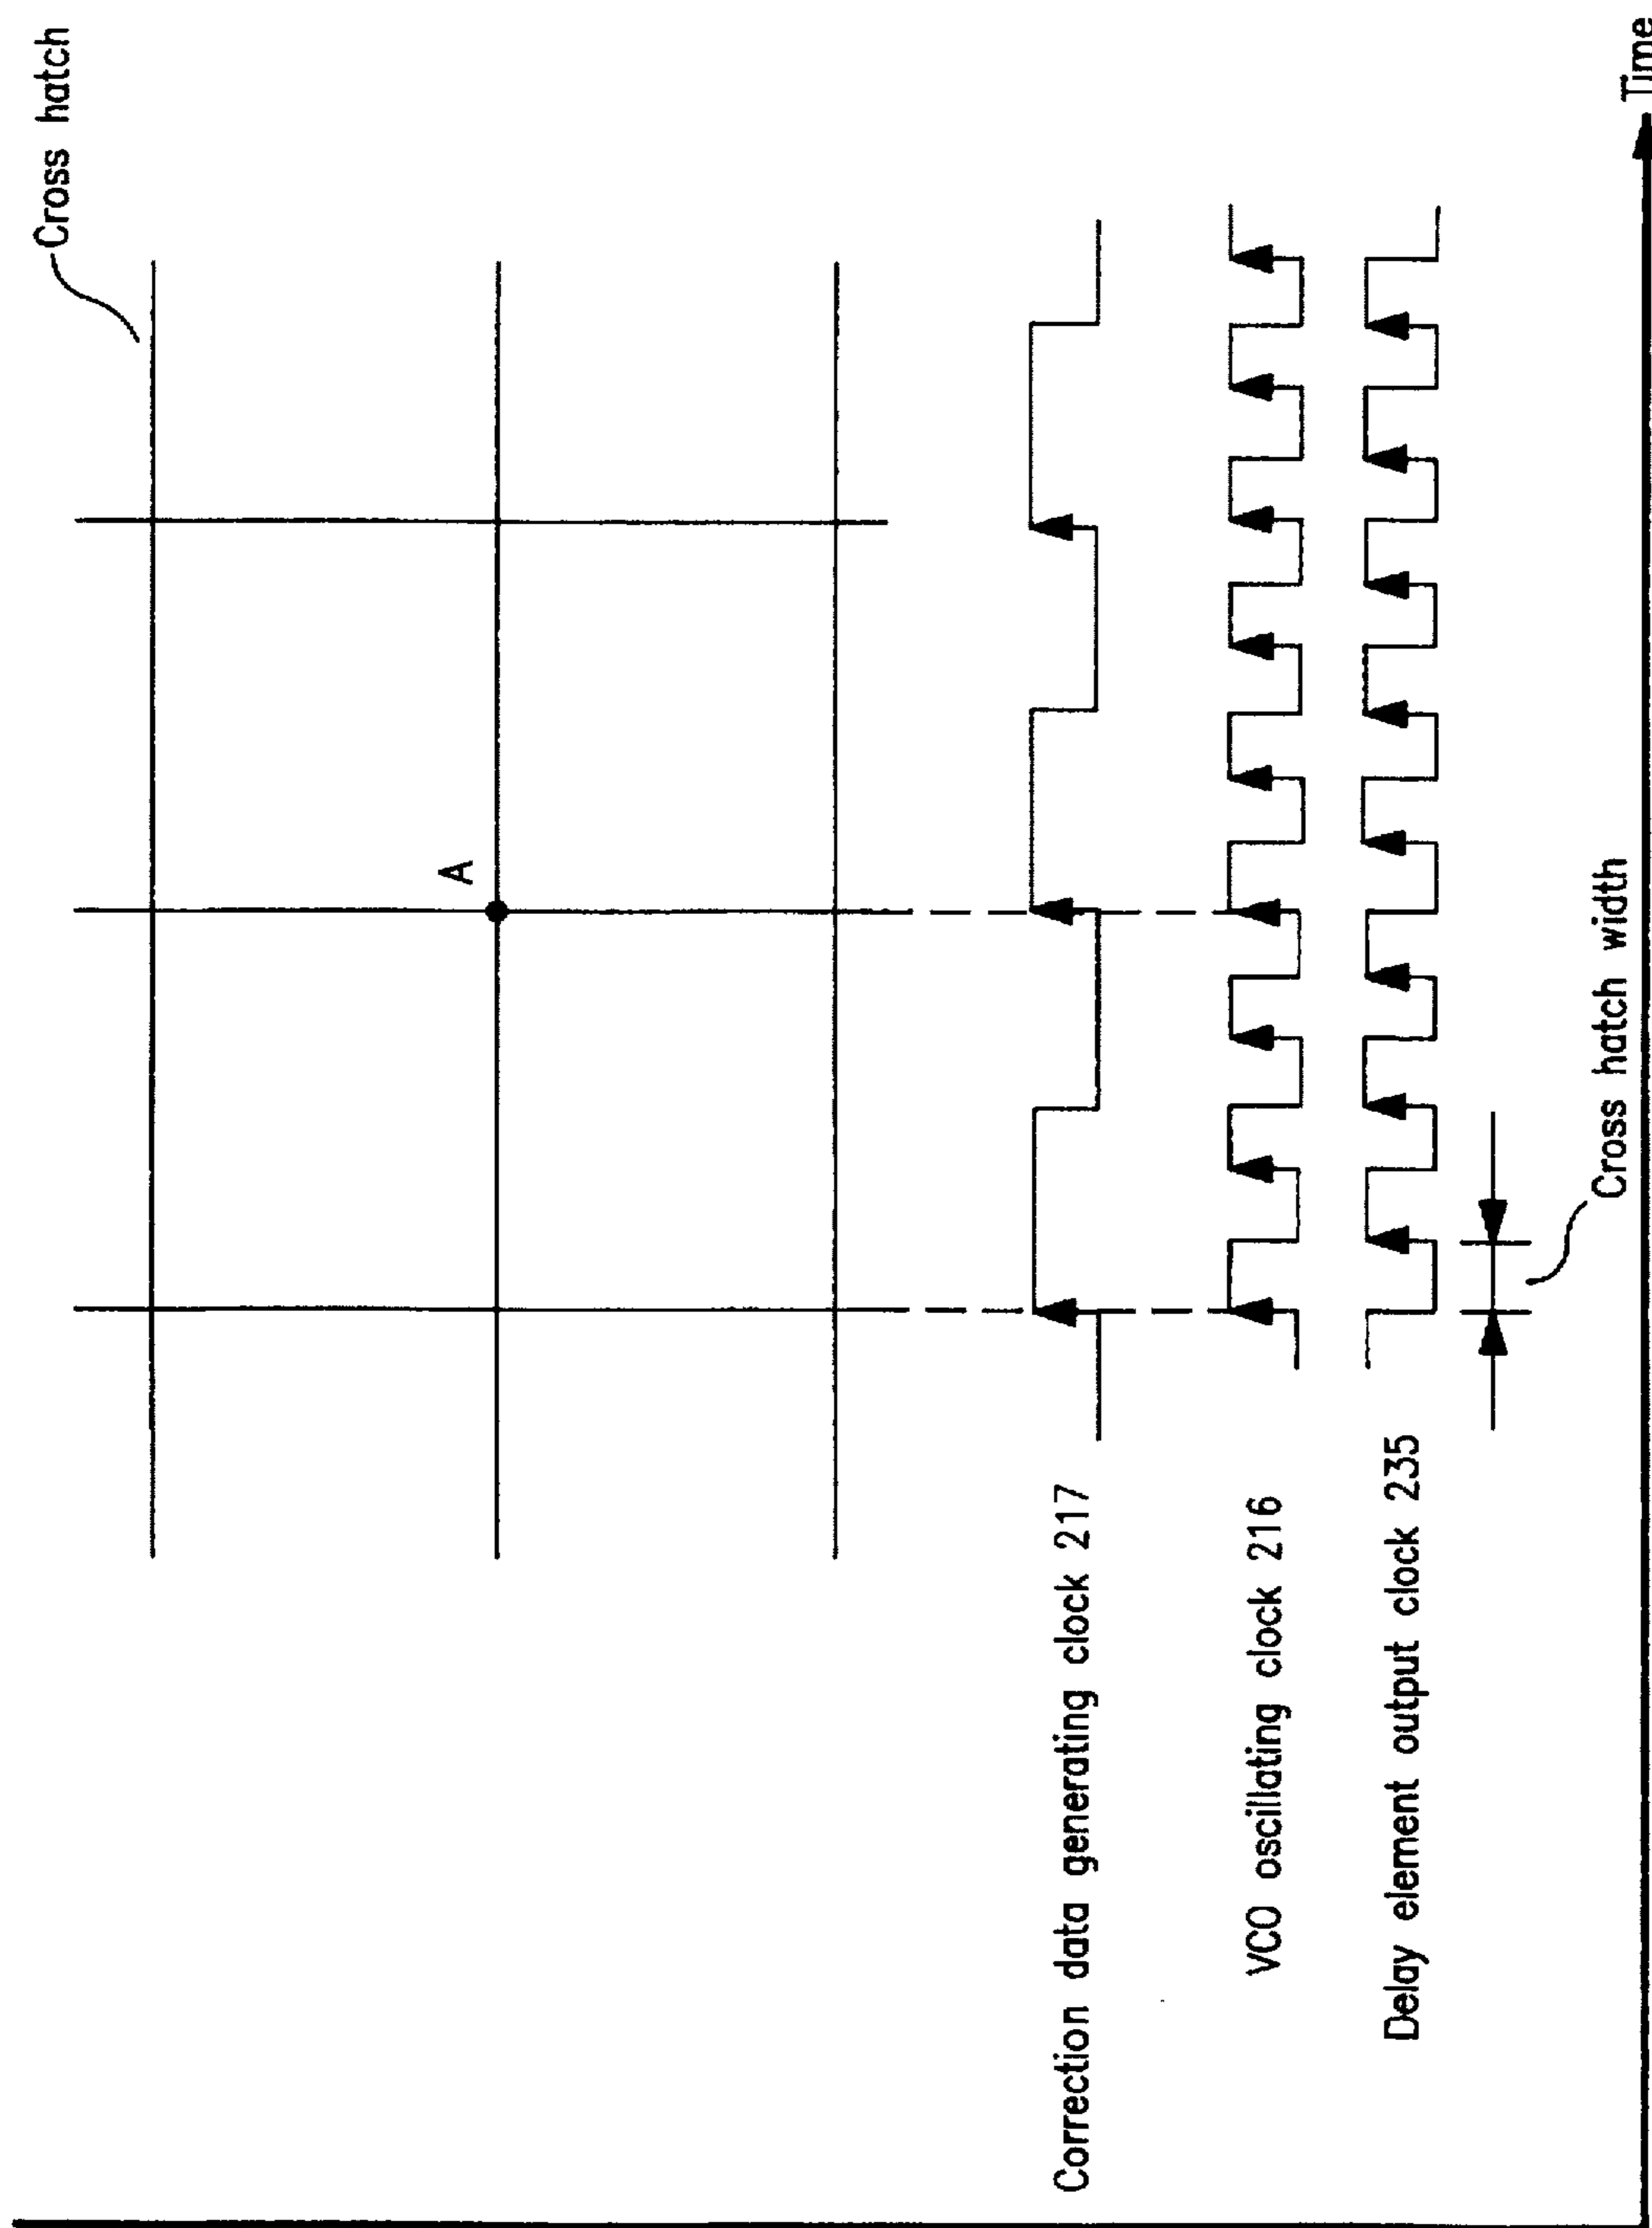 Cross hatch
A
Correction data generating clock 217
VCO oscillating clock 216
Delay element output clock 235
Cross hatch width
Time